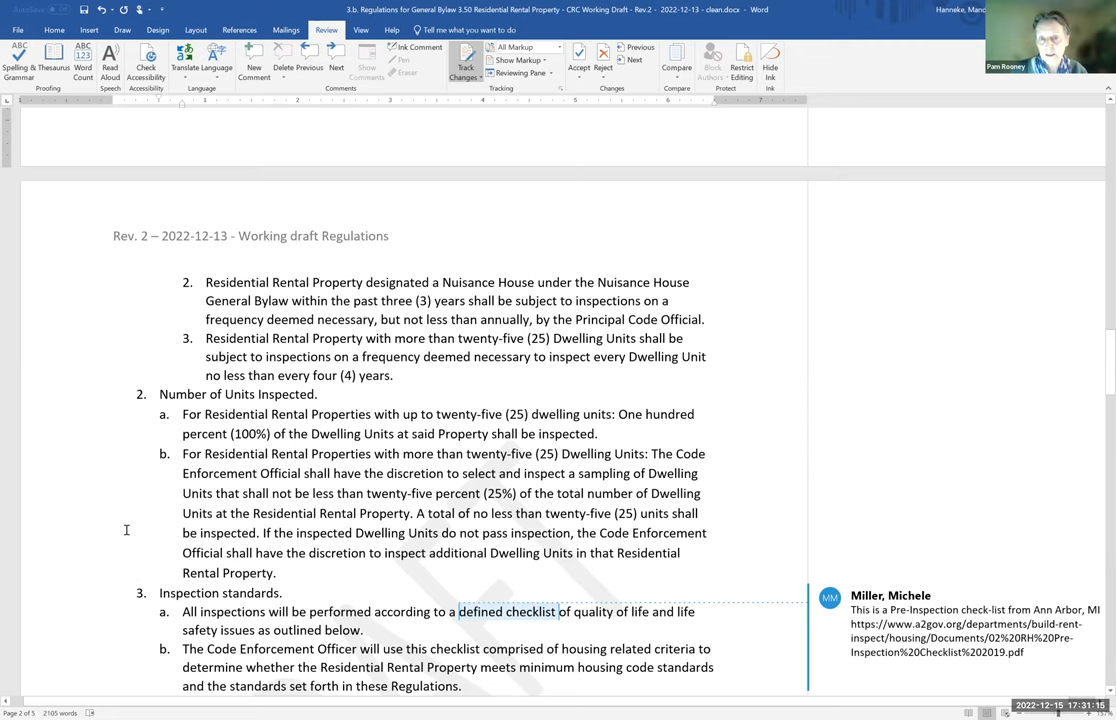 AutoSave
3.b. Regulations for General Bylaw 3.50 Residential Rental Property - CRC Working Draft - Rev.2 - 2022-12-13 - clean.docx - Word
Hanneke, Manc
File Home Insert Draw Design Layout References Mailings Review View Help Tell me what you want to do
ABC ABC 123
Spelling & Grammar Thesaurus Word Count Read Aloud Check Accessibility Translate Language New Comment Delete Previous Next Show Comments
Ink Comment
Pen
Eraser
Track Changes
All Markup
Show Markup
Reviewing Pane
Accept Reject
Previous
Next
Compare
Block Authors Restrict Editing Hide Ink
Proofing Speech Accessibility Language Comments Tracking Changes Compare Protect Ink
Pam Rooney
1 2 3 4 5 6 7
Rev. 2 – 2022-12-13 - Working draft Regulations
2. Residential Rental Property designated a Nuisance House under the Nuisance House
General Bylaw within the past three (3) years shall be subject to inspections on a
frequency deemed necessary, but not less than annually, by the Principal Code Official.
3. Residential Rental Property with more than twenty-five (25) Dwelling Units shall be
subject to inspections on a frequency deemed necessary to inspect every Dwelling Unit
no less than every four (4) years.
2. Number of Units Inspected.
a. For Residential Rental Properties with up to twenty-five (25) dwelling units: One hundred
percent (100%) of the Dwelling Units at said Property shall be inspected.
b. For Residential Rental Properties with more than twenty-five (25) Dwelling Units: The Code
Enforcement Official shall have the discretion to select and inspect a sampling of Dwelling
Units that shall not be less than twenty-five percent (25%) of the total number of Dwelling
Units at the Residential Rental Property. A total of no less than twenty-five (25) units shall
be inspected. If the inspected Dwelling Units do not pass inspection, the Code Enforcement
Official shall have the discretion to inspect additional Dwelling Units in that Residential
Rental Property.
3. Inspection standards.
a. All inspections will be performed according to a defined checklist of quality of life and life
safety issues as outlined below.
b. The Code Enforcement Officer will use this checklist comprised of housing related criteria to
determine whether the Residential Rental Property meets minimum housing code standards
and the standards set forth in these Regulations.
MM
Miller, Michele
This is a Pre-Inspection check-list from Ann Arbor, MI
https://www.a2gov.org/departments/build-rent-
inspect/housing/Documents/02%20RH%20Pre-
Inspection%20Checklist%202019.pdf
Page 2 of 5 2105 words
2022-12-15 17:31:15